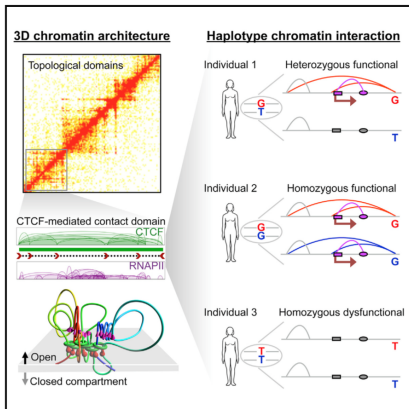 3D chromatin architecture
Topological domains
CTCF-mediated contact domain
CTCF
RNAPII
Open
Closed compartment
Haplotype chromatin interaction
Individual 1
Heterozygous functional
G
T
G
T
Individual 2
Homozygous functional
G
G
G
G
Individual 3
Homozygous dysfunctional
T
T
T
T